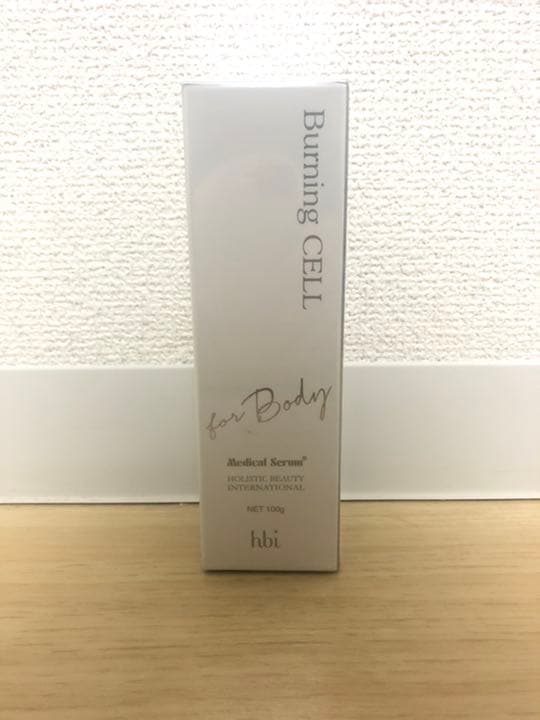 Burning CELL
for Body
Medical Serum®
HOLISTIC BEAUTY
INTERNATIONAL
NET 100g
hbi